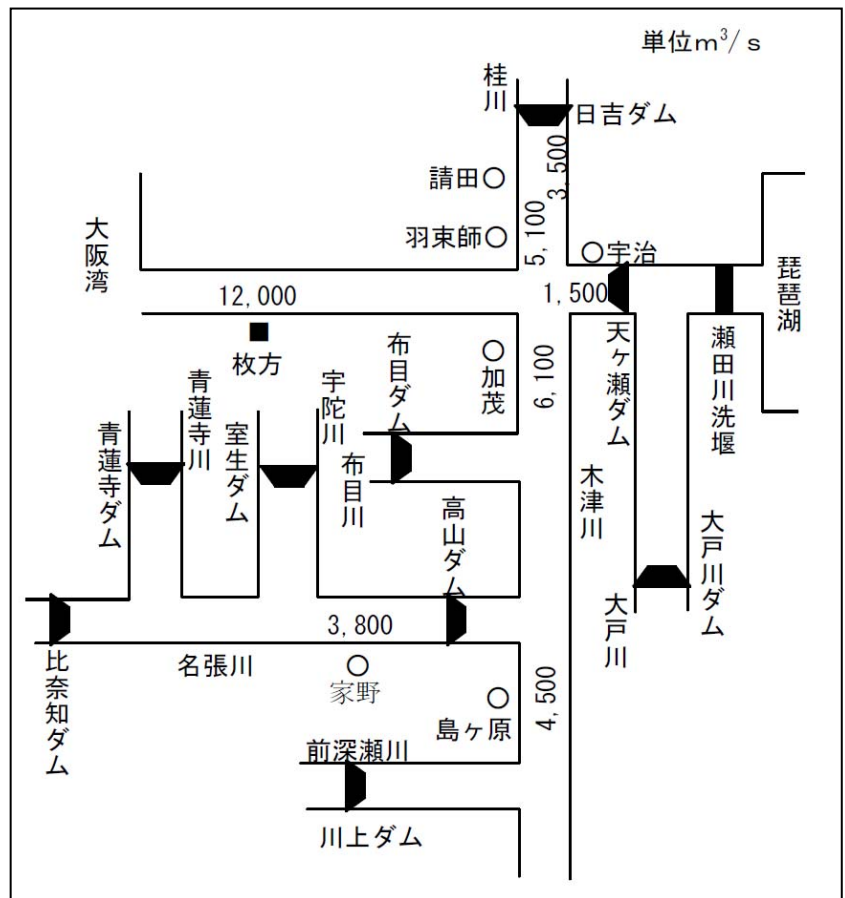 単位m³/s
桂川
日吉ダム
請田
3,500
羽束師
5,100
大阪湾
宇治
琵琶湖
12,000
1,500
枚方
布目ダム
加茂
6,100
天ヶ瀬ダム
瀬田川洗堰
青蓮寺川
宇陀川
青蓮寺ダム
室生ダム
布目川
高山ダム
木津川
大戸川ダム
大戸川
3,800
比奈知ダム
名張川
家野
島ヶ原
4,500
前深瀬川
川上ダム